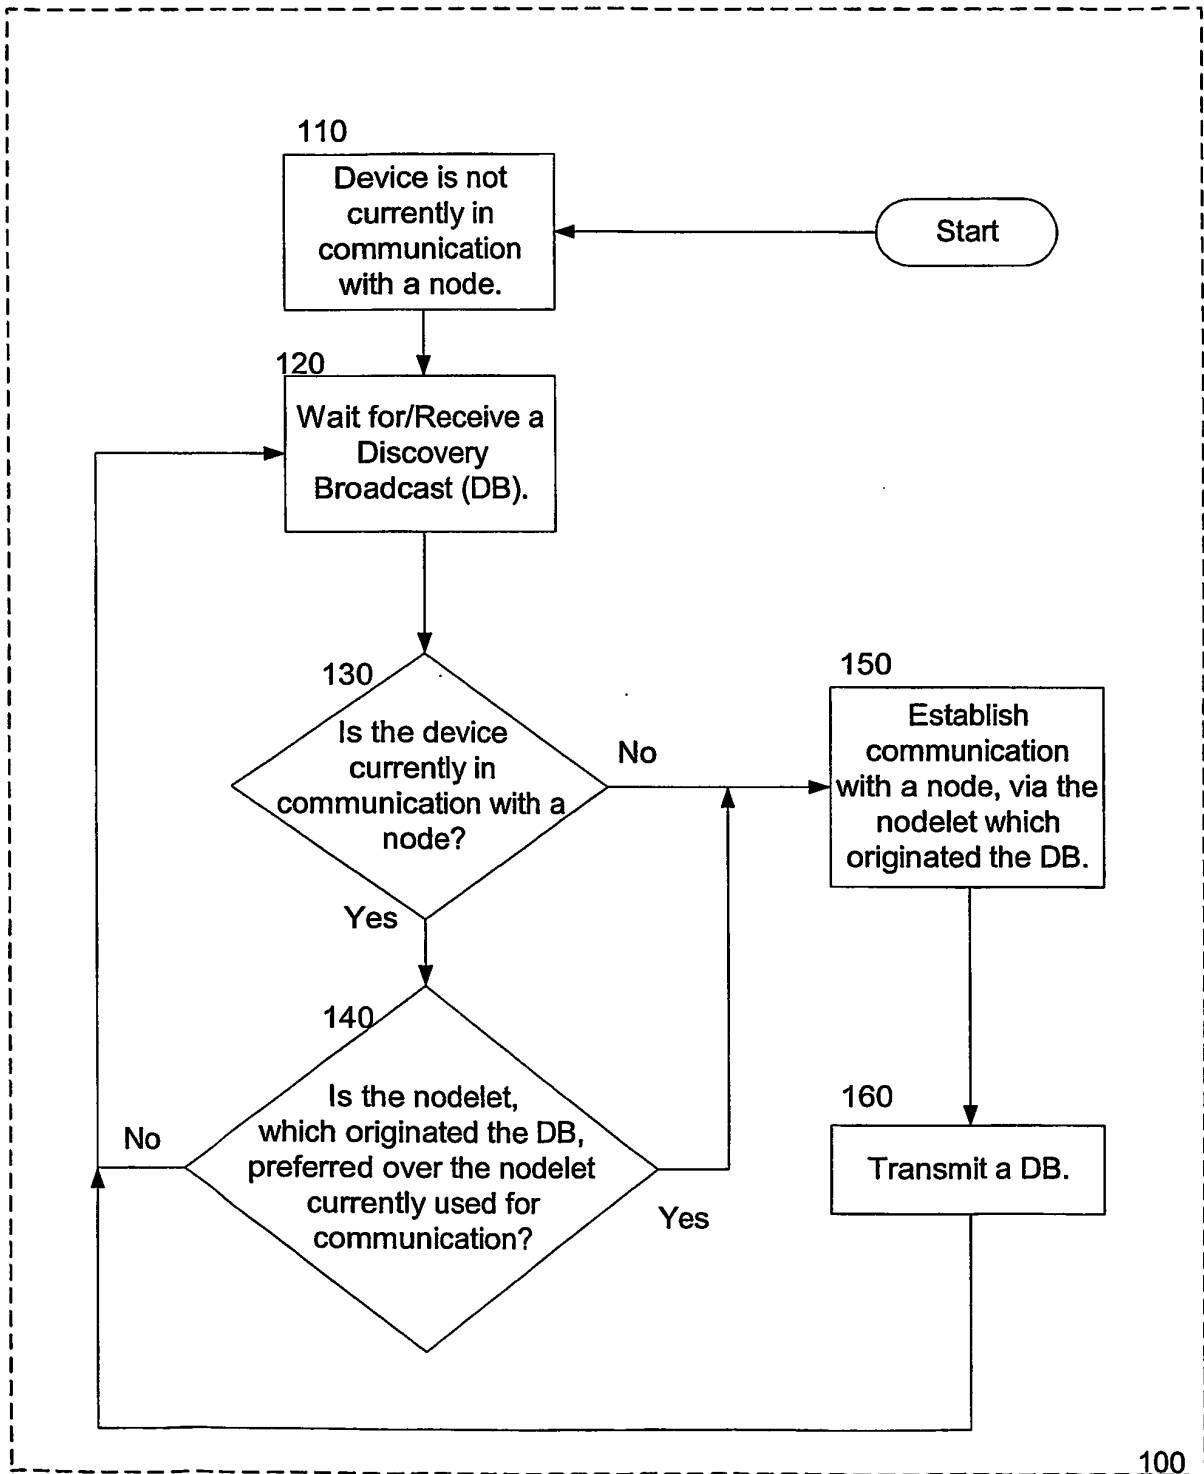 110
Device is not
currently in
communication
with a node.
Start
120
Wait for/Receive a
Discovery
Broadcast (DB).
130
Is the device
currently in
communication with a
node?
No
Yes
150
Establish
communication
with a node, via the
nodelet which
originated the DB.
140
Is the nodelet,
which originated the DB,
preferred over the nodelet
currently used for
communication?
No
Yes
160
Transmit a DB.
100